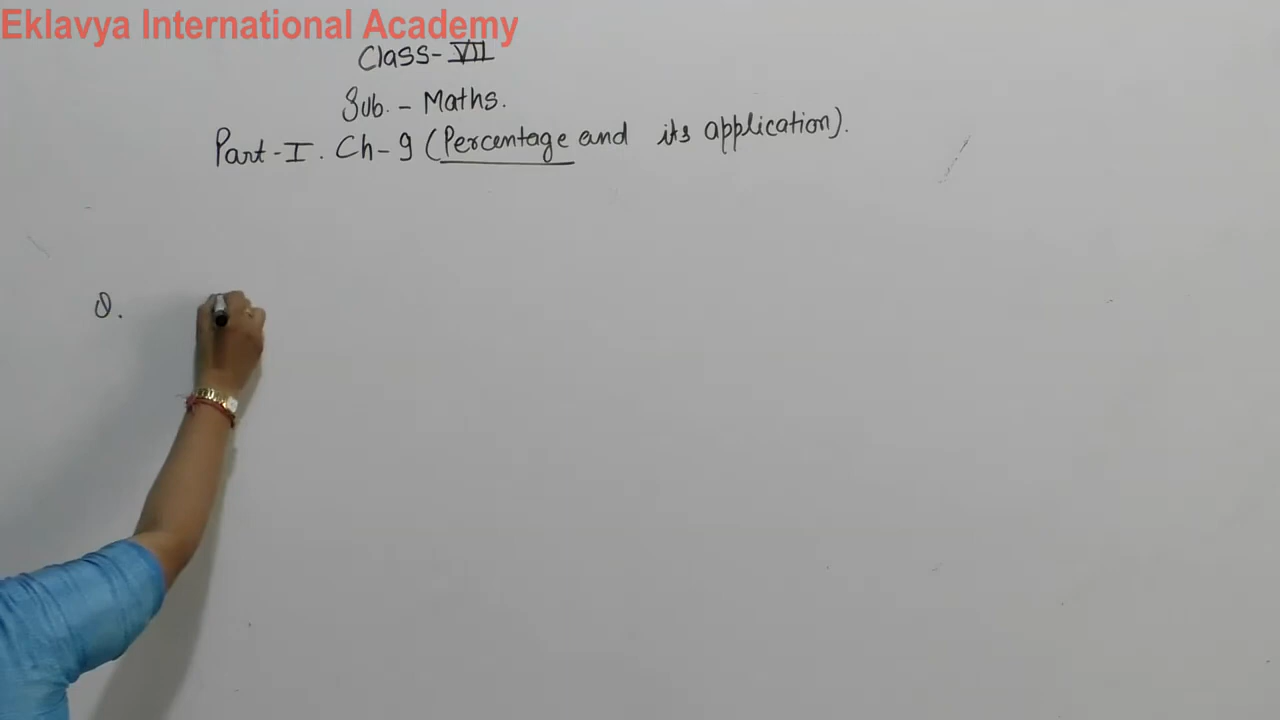 Eklavya International Academy
Class-VII
Sub. - Maths.
Part-I. Ch-9 (Percentage and its application).
Q.